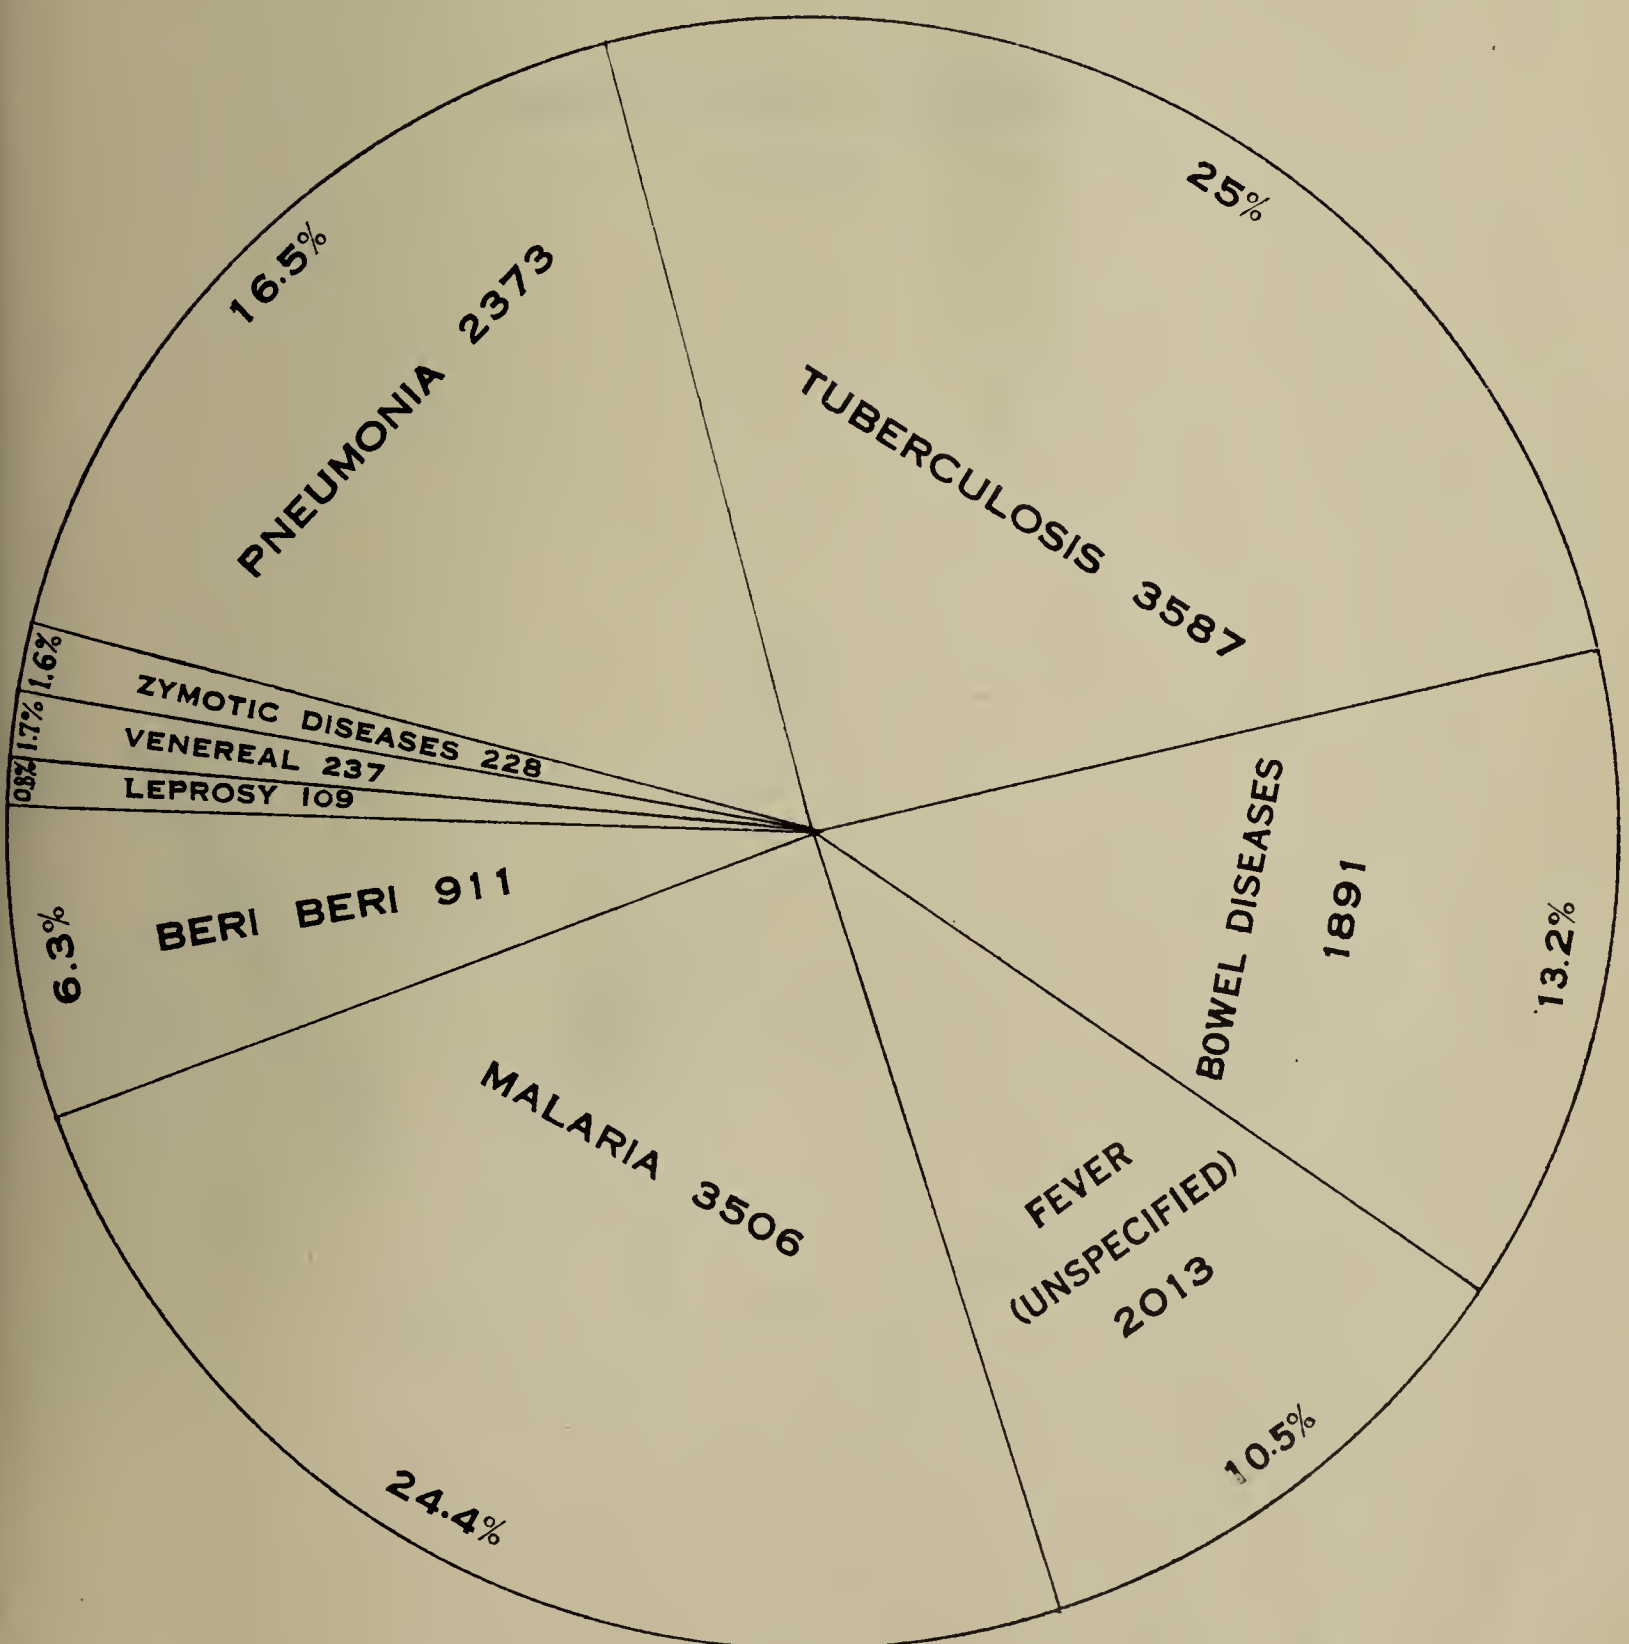 25%
TUBERCULOSIS 3587
16.5%
PNEUMONIA 2373
1.6%
ZYMOTIC DISEASES 228
1.7%
VENEREAL 237
0.8%
LEPROSY 109
6.3%
BERI BERI 911
BOWEL DISEASES
1891
13.2%
MALARIA 3506
24.4%
FEVER
(UNSPECIFIED)
2013
10.5%